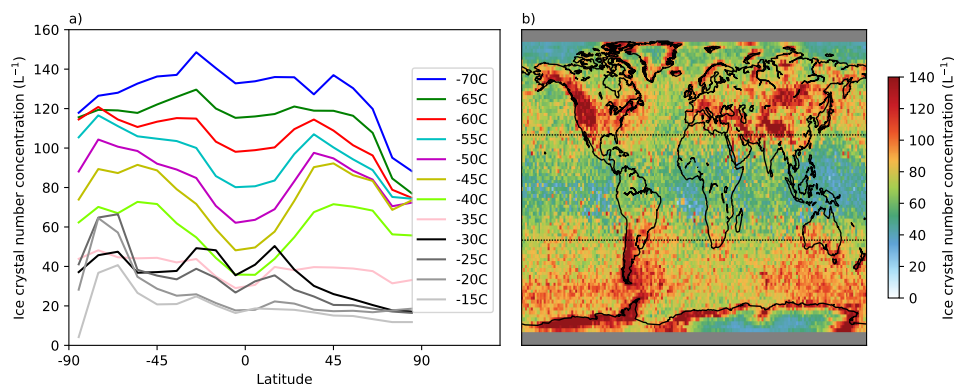 a)
Ice crystal number concentration (L⁻¹)
160
140
120
100
80
60
40
20
0
-90
-45
0
45
90
Latitude
-70C
-65C
-60C
-55C
-50C
-45C
-40C
-35C
-30C
-25C
-20C
-15C
b)
140
120
100
80
60
40
20
0
Ice crystal number concentration (L⁻¹)